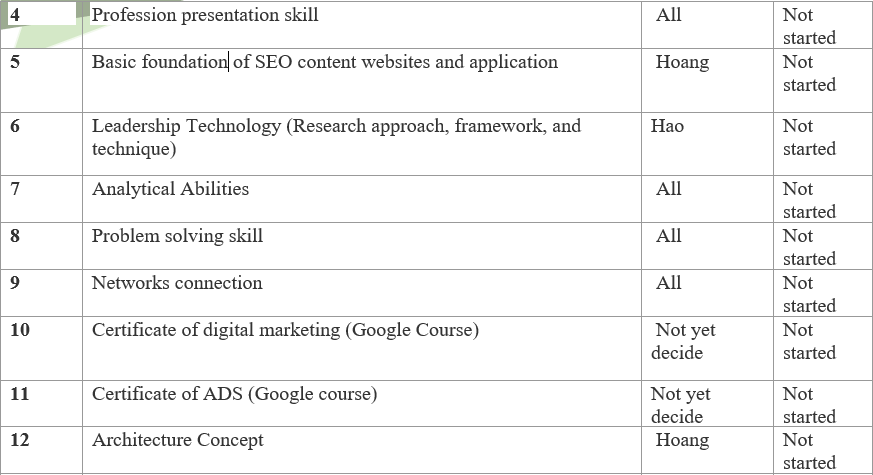 4 Profession presentation skill All Not
started
5 Basic foundation of SEO content websites and application Hoang Not
started
6 Leadership Technology (Research approach, framework, and Hao Not
technique) started
7 Analytical Abilities All Not
started
8 Problem solving skill All Not
started
9 Networks connection All Not
started
10 Certificate of digital marketing (Google Course) Not yet Not
decide started
11 Certificate of ADS (Google course) Not yet Not
decide started
12 Architecture Concept Hoang Not
started